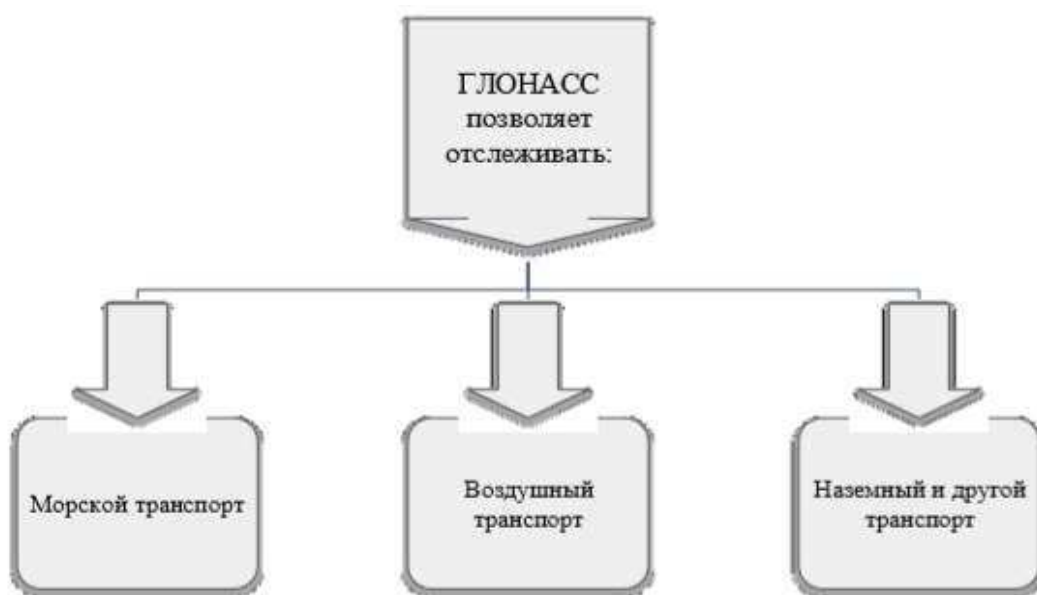 ГЛОНАСС
позволяет
отслеживать:
Морской транспорт
Воздушный
транспорт
Наземный и другой
транспорт